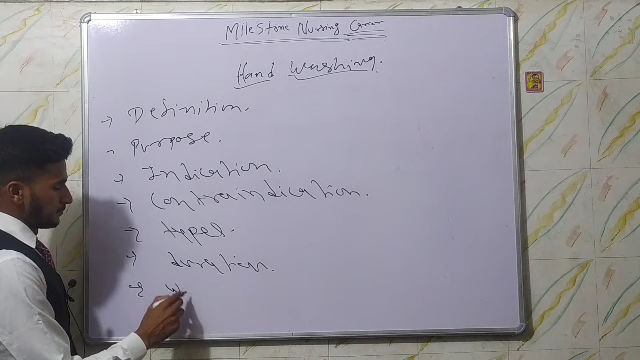 Milestone Nursing Career
Hand Washing.
→ Definition.
→ Purpose.
→ Indication.
→ Contraindication.
→ types.
→ duration.
→ W